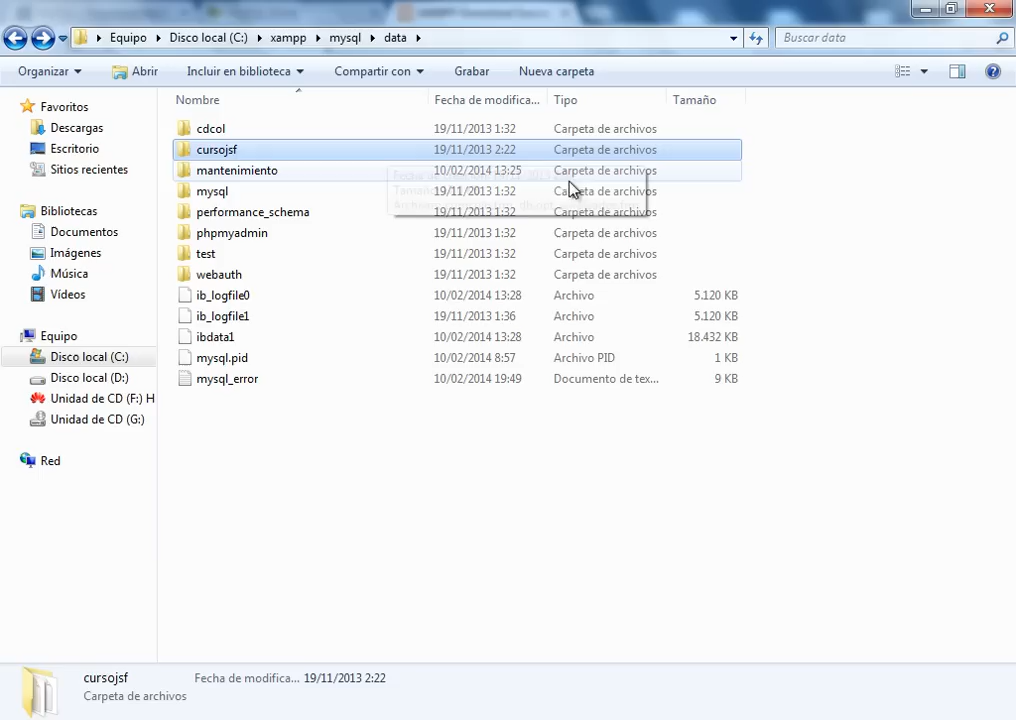 Equipo Disco local (C:) xampp mysql data
Buscar data
Organizar Abrir Incluir en biblioteca Compartir con Grabar Nueva carpeta
Nombre Fecha de modifica... Tipo Tamaño
Favoritos
Descargas
Escritorio
Sitios recientes
Bibliotecas
Documentos
Imágenes
Música
Vídeos
Equipo
Disco local (C:)
Disco local (D:)
Unidad de CD (F:) H
Unidad de CD (G:)
Red
cdcol 19/11/2013 1:32 Carpeta de archivos
cursojsf 19/11/2013 2:22 Carpeta de archivos
mantenimiento 10/02/2014 13:25 Carpeta de archivos
mysql 19/11/2013 1:32 Carpeta de archivos
performance_schema 19/11/2013 1:32 Carpeta de archivos
phpmyadmin 19/11/2013 1:32 Carpeta de archivos
test 19/11/2013 1:32 Carpeta de archivos
webauth 19/11/2013 1:32 Carpeta de archivos
ib_logfile0 10/02/2014 13:28 Archivo 5.120 KB
ib_logfile1 19/11/2013 1:36 Archivo 5.120 KB
ibdata1 10/02/2014 13:28 Archivo 18.432 KB
mysql.pid 10/02/2014 8:57 Archivo PID 1 KB
mysql_error 10/02/2014 19:49 Documento de tex... 9 KB
cursojsf Fecha de modifica... 19/11/2013 2:22
Carpeta de archivos